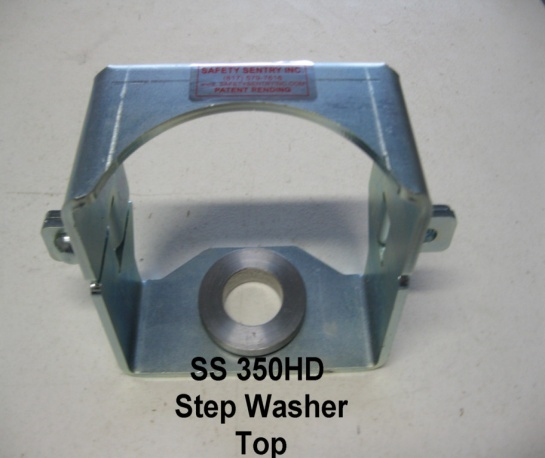 SAFETY SENTRY INC.
PATENT PENDING
SS 350HD
Step Washer
Top